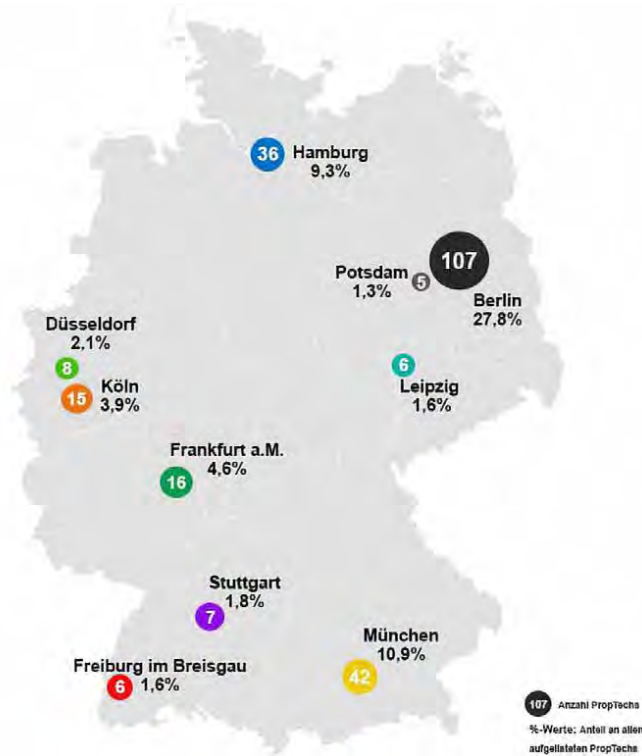 36
Hamburg
9,3%
107
Potsdam
1,3%
5
Berlin
27,8%
Düsseldorf
2,1%
8
15
Köln
3,9%
6
Leipzig
1,6%
Frankfurt a.M.
4,6%
16
Stuttgart
1,8%
7
München
10,9%
42
Freiburg im Breisgau
1,6%
6
107 Anzahl PropTechs
%-Werte: Anteil an allen
aufgelisteten PropTechs